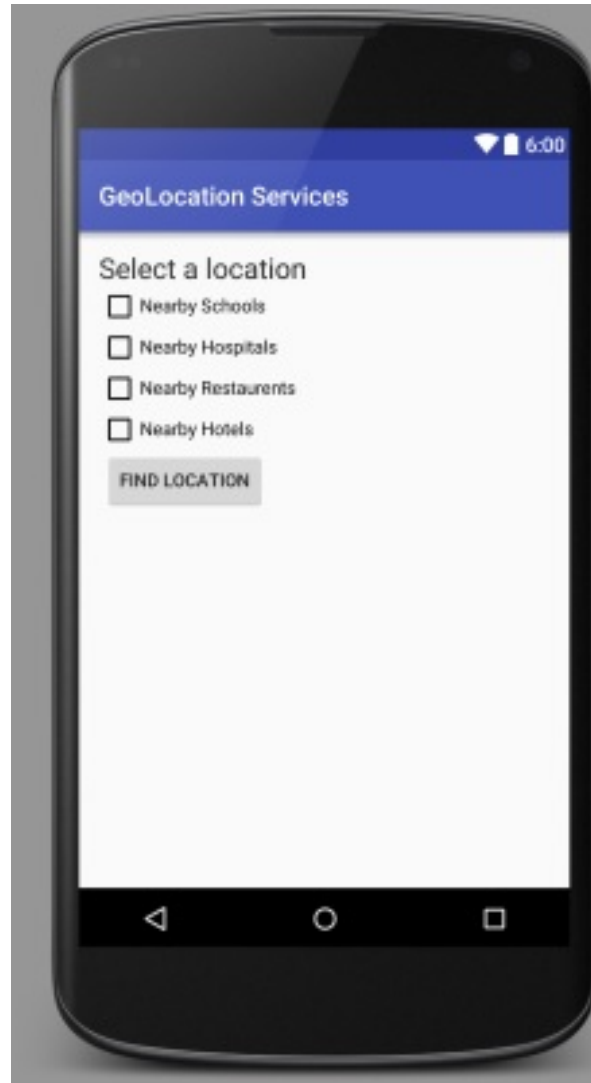 6:00
GeoLocation Services
Select a location
Nearby Schools
Nearby Hospitals
Nearby Restaurents
Nearby Hotels
FIND LOCATION